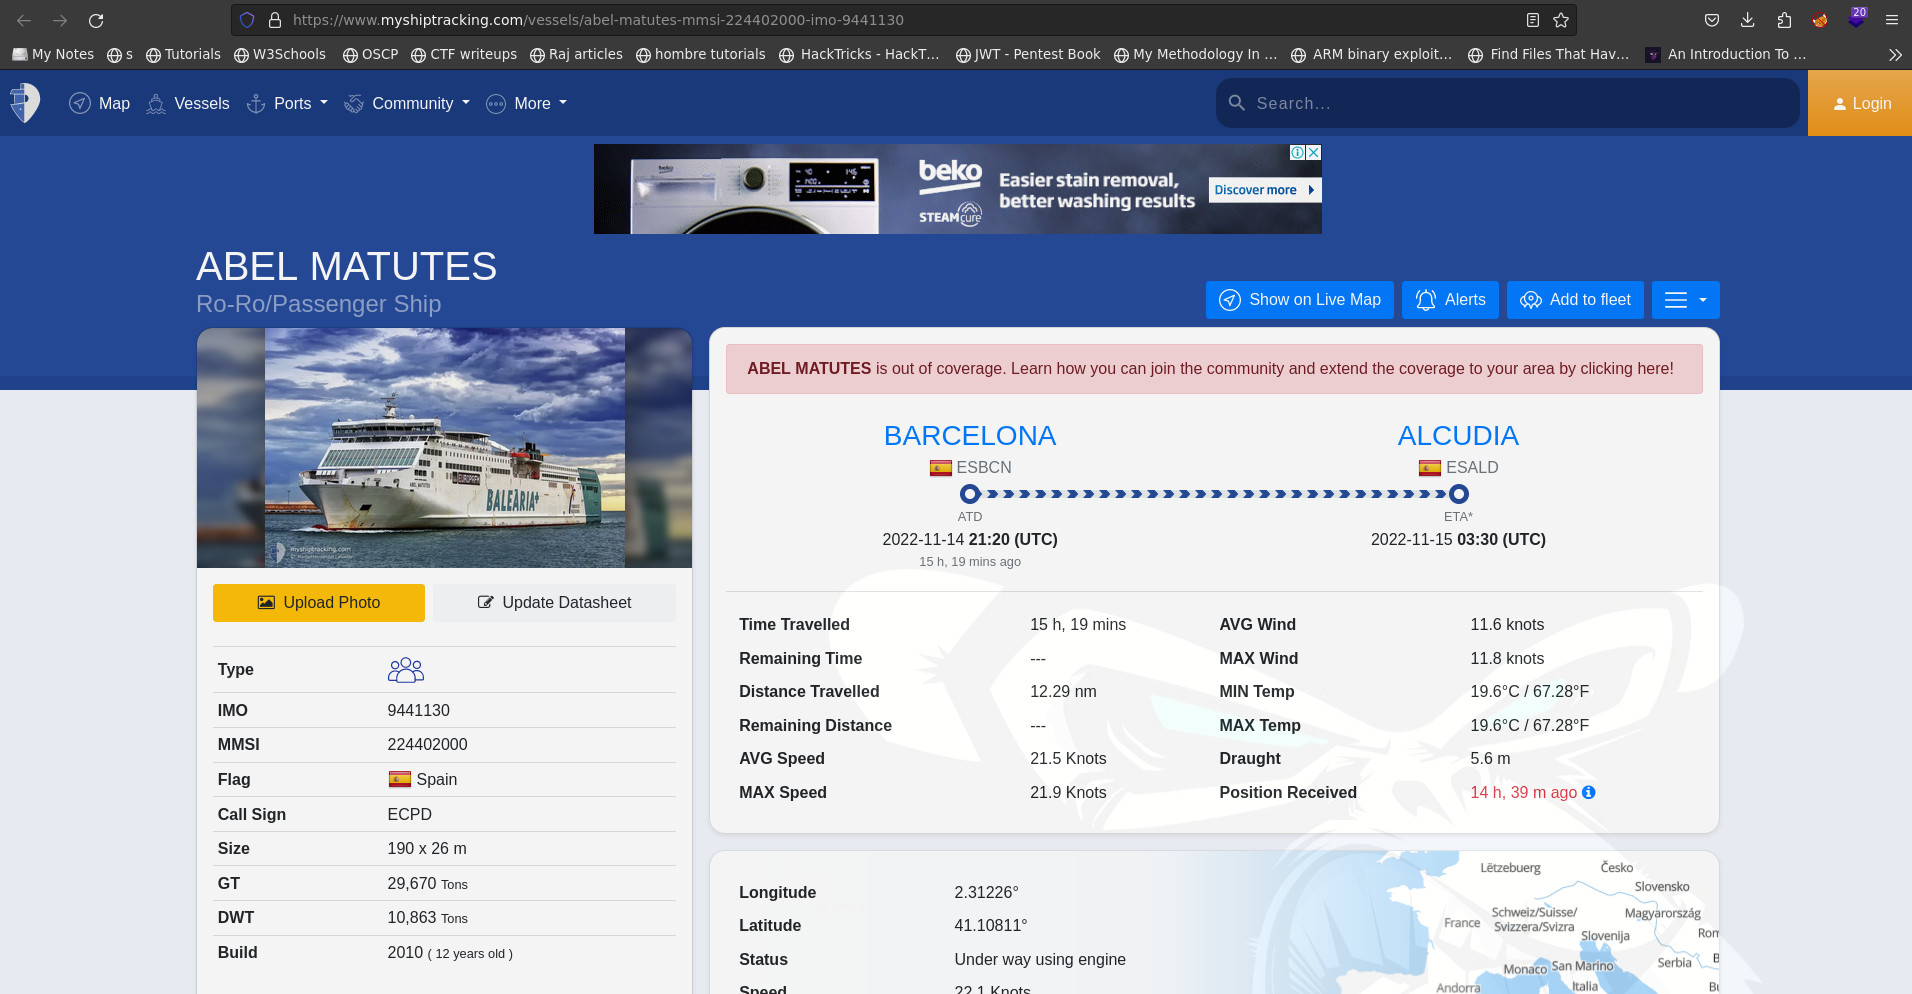 https://www.myshiptracking.com/vessels/abel-matutes-mmsi-224402000-imo-9441130
20
My Notes s Tutorials W3Schools OSCP CTF writeups Raj articles hombre tutorials HackTricks - HackT... JWT - Pentest Book My Methodology In ... ARM binary exploit... Find Files That Hav... An Introduction To ...
Map Vessels Ports Community More Search... Login
beko
STEAMcure
Easier stain removal,
better washing results
Discover more
ABEL MATUTES
Ro-Ro/Passenger Ship
Show on Live Map Alerts Add to fleet
BALEÀRIA
myshiptracking.com
Upload Photo Update Datasheet
Type
IMO 9441130
MMSI 224402000
Flag Spain
Call Sign ECPD
Size 190 x 26 m
GT 29,670 Tons
DWT 10,863 Tons
Build 2010 ( 12 years old )
ABEL MATUTES is out of coverage. Learn how you can join the community and extend the coverage to your area by clicking here!
BARCELONA ALCUDIA
ESBCN ESALD
ATD ETA*
2022-11-14 21:20 (UTC) 2022-11-15 03:30 (UTC)
15 h, 19 mins ago
Time Travelled 15 h, 19 mins AVG Wind 11.6 knots
Remaining Time --- MAX Wind 11.8 knots
Distance Travelled 12.29 nm MIN Temp 19.6°C / 67.28°F
Remaining Distance --- MAX Temp 19.6°C / 67.28°F
AVG Speed 21.5 Knots Draught 5.6 m
MAX Speed 21.9 Knots Position Received 14 h, 39 m ago
Longitude 2.31226°
Latitude 41.10811°
Status Under way using engine
Speed 22.1 Knots
Lëtzebuerg Česko
Slovensko
France Schweiz/Suisse/
Svizzera/Svizra Magyarország
Slovenija Rom
Monaco San Marino Serbia B
Andorra Italia Bu